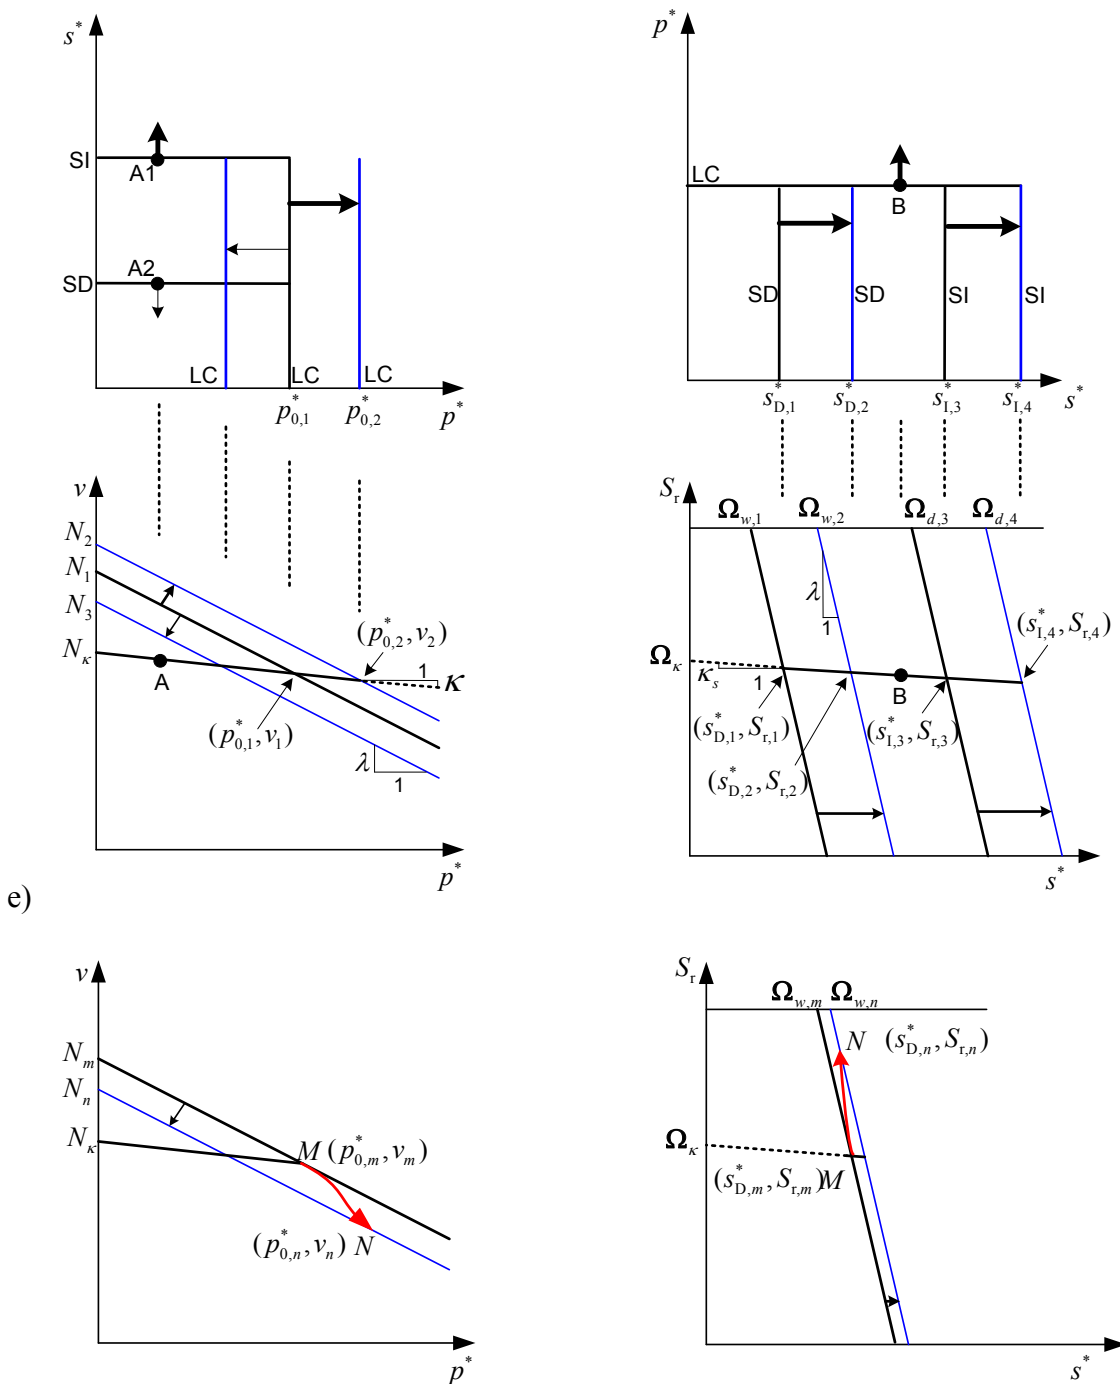 s*
SI
A1
A2
SD
LC
LC
LC
p*0,1
p*0,2
p*
p*
LC
B
SD
SD
SI
SI
s*D,1
s*D,2
s*I,3
s*I,4
s*
v
N2
N1
N3
Nκ
A
(p*0,2, v2)
1
κ
(p*0,1, v1)
λ
1
p*
Sr
Ωw,1
Ωw,2
Ωd,3
Ωd,4
λ
1
(s*I,4, Sr,4)
Ωκ
κs
1
B
(s*D,1, Sr,1)
(s*I,3, Sr,3)
(s*D,2, Sr,2)
s*
e)
v
Nm
Nn
Nκ
M (p*0,m, vm)
(p*0,n, vn) N
p*
Sr
Ωw,m
Ωw,n
N
(s*D,n, Sr,n)
Ωκ
(s*D,m, Sr,m) M
s*